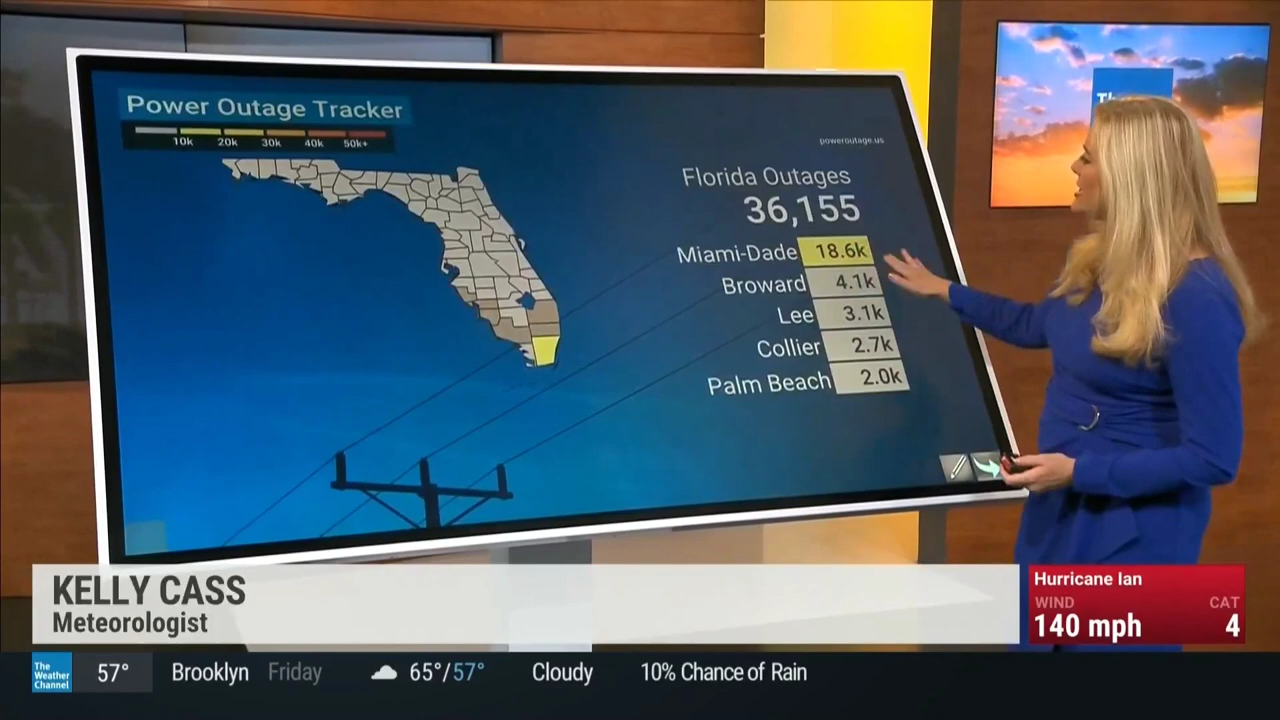 Power Outage Tracker
10k 20k 30k 40k 50k+
poweroutage.us
Florida Outages
36,155
Miami-Dade 18.6k
Broward 4.1k
Lee 3.1k
Collier 2.7k
Palm Beach 2.0k
KELLY CASS
Meteorologist
Hurricane Ian
WIND CAT
140 mph 4
The
Weather
Channel
57° Brooklyn Friday 65°/57° Cloudy 10% Chance of Rain